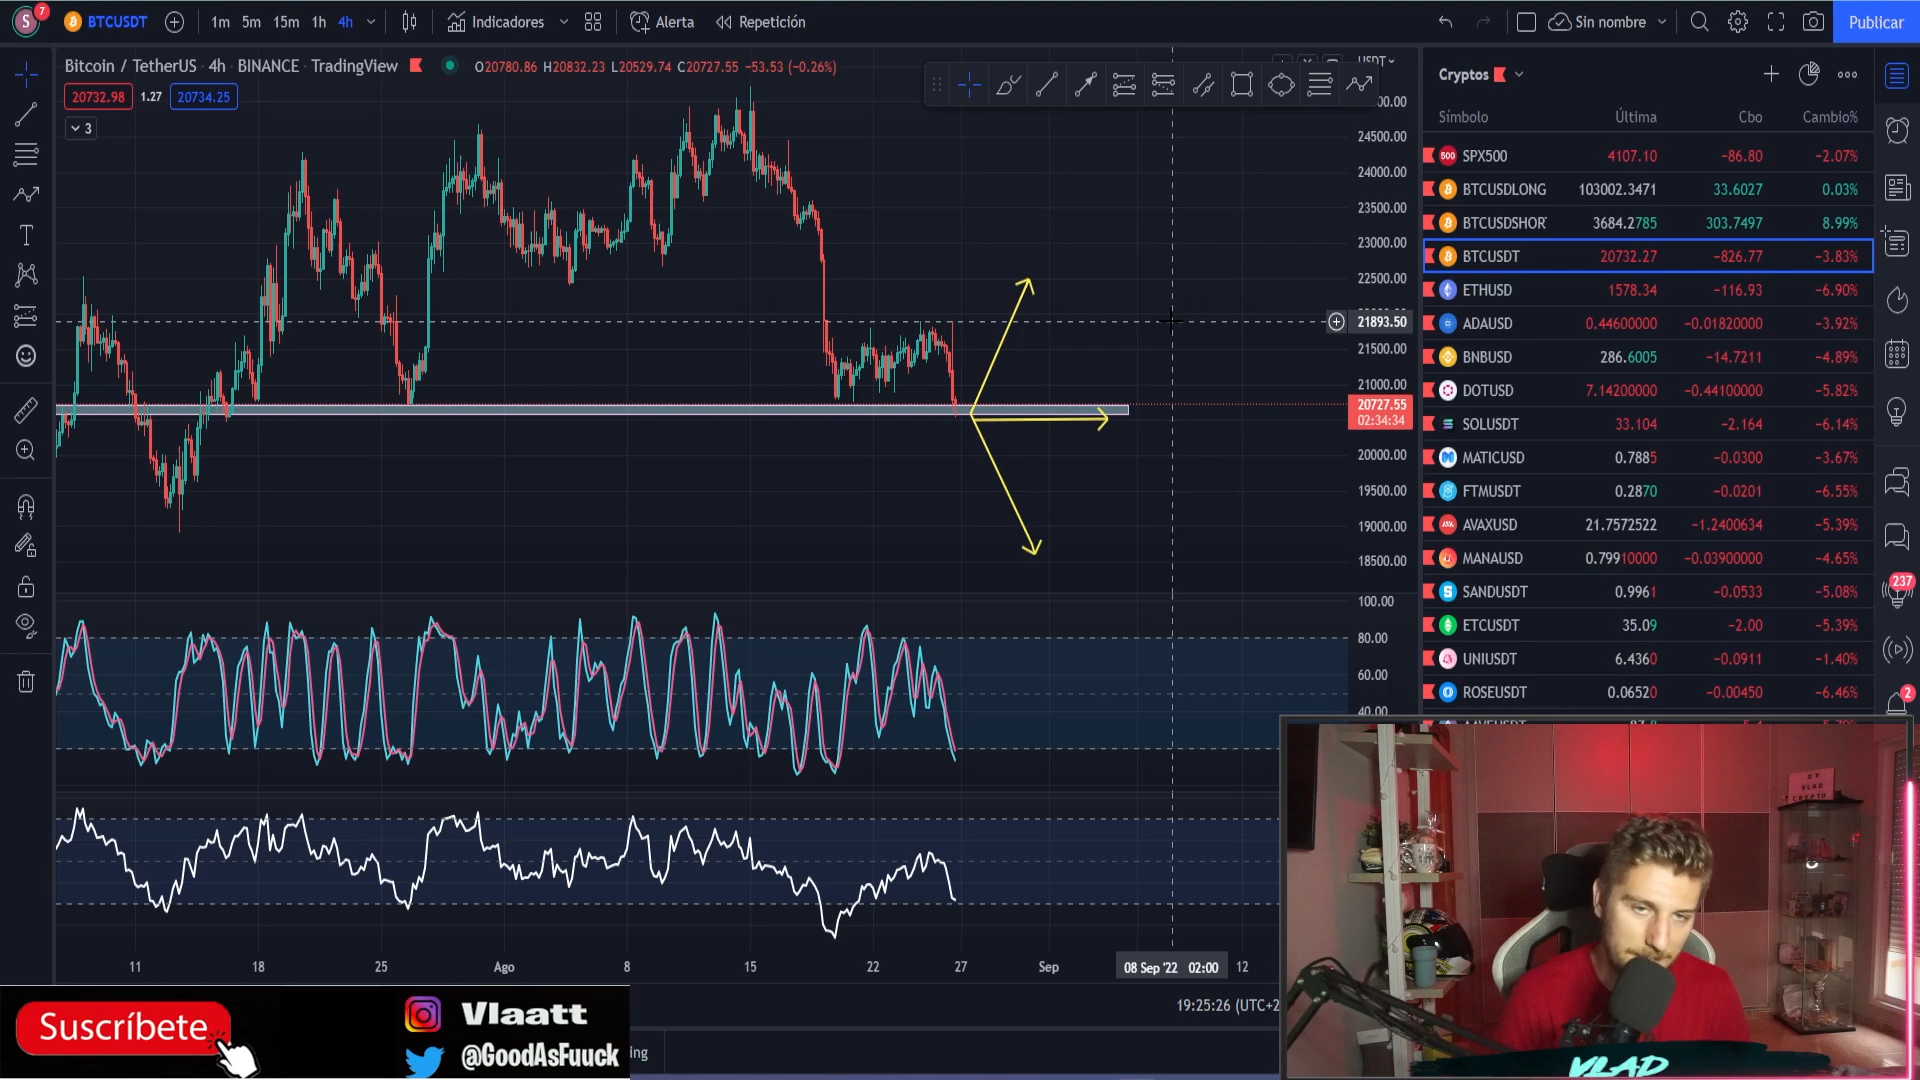 S 7 BTCUSDT 1m 5m 15m 1h 4h Indicadores Alerta Repetición Sin nombre Publicar
Bitcoin / TetherUS · 4h · BINANCE · TradingView O20780.86 H20832.23 L20529.74 C20727.55 −53.53 (−0.26%)
20732.98 1.27 20734.25
3
USDT
24500.00
24000.00
23500.00
23000.00
22500.00
21893.50
21500.00
21000.00
20727.55
02:34:34
20000.00
19500.00
19000.00
18500.00
100.00
80.00
60.00
40.00
11 18 25 Ago 8 15 22 27 Sep 08 Sep '22 02:00 12
19:25:26 (UTC+2
Cryptos
Símbolo Última Cbo Cambio%
500 SPX500 4107.10 −86.80 −2.07%
BTCUSDLONG 103002.3471 33.6027 0.03%
BTCUSDSHOR 3684.2785 303.7497 8.99%
BTCUSDT 20732.27 −826.77 −3.83%
ETHUSD 1578.34 −116.93 −6.90%
ADAUSD 0.44600000 −0.01820000 −3.92%
BNBUSD 286.6005 −14.7211 −4.89%
DOTUSD 7.14200000 −0.44100000 −5.82%
SOLUSDT 33.104 −2.164 −6.14%
MATICUSD 0.7885 −0.0300 −3.67%
FTMUSDT 0.2870 −0.0201 −6.55%
AVAXUSD 21.7572522 −1.2400634 −5.39%
MANAUSD 0.79910000 −0.03900000 −4.65%
SANDUSDT 0.9961 −0.0533 −5.08%
ETCUSDT 35.09 −2.00 −5.39%
UNIUSDT 6.4360 −0.0911 −1.40%
ROSEUSDT 0.06520 −0.00450 −6.46%
237
2
Suscríbete
Vlaatt
@GoodAsFuuck
ing
VLAD
CRYPTO
VLAD